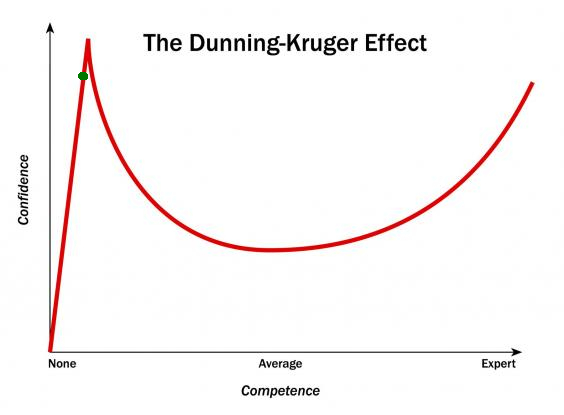 The Dunning-Kruger Effect
Confidence
None
Average
Expert
Competence